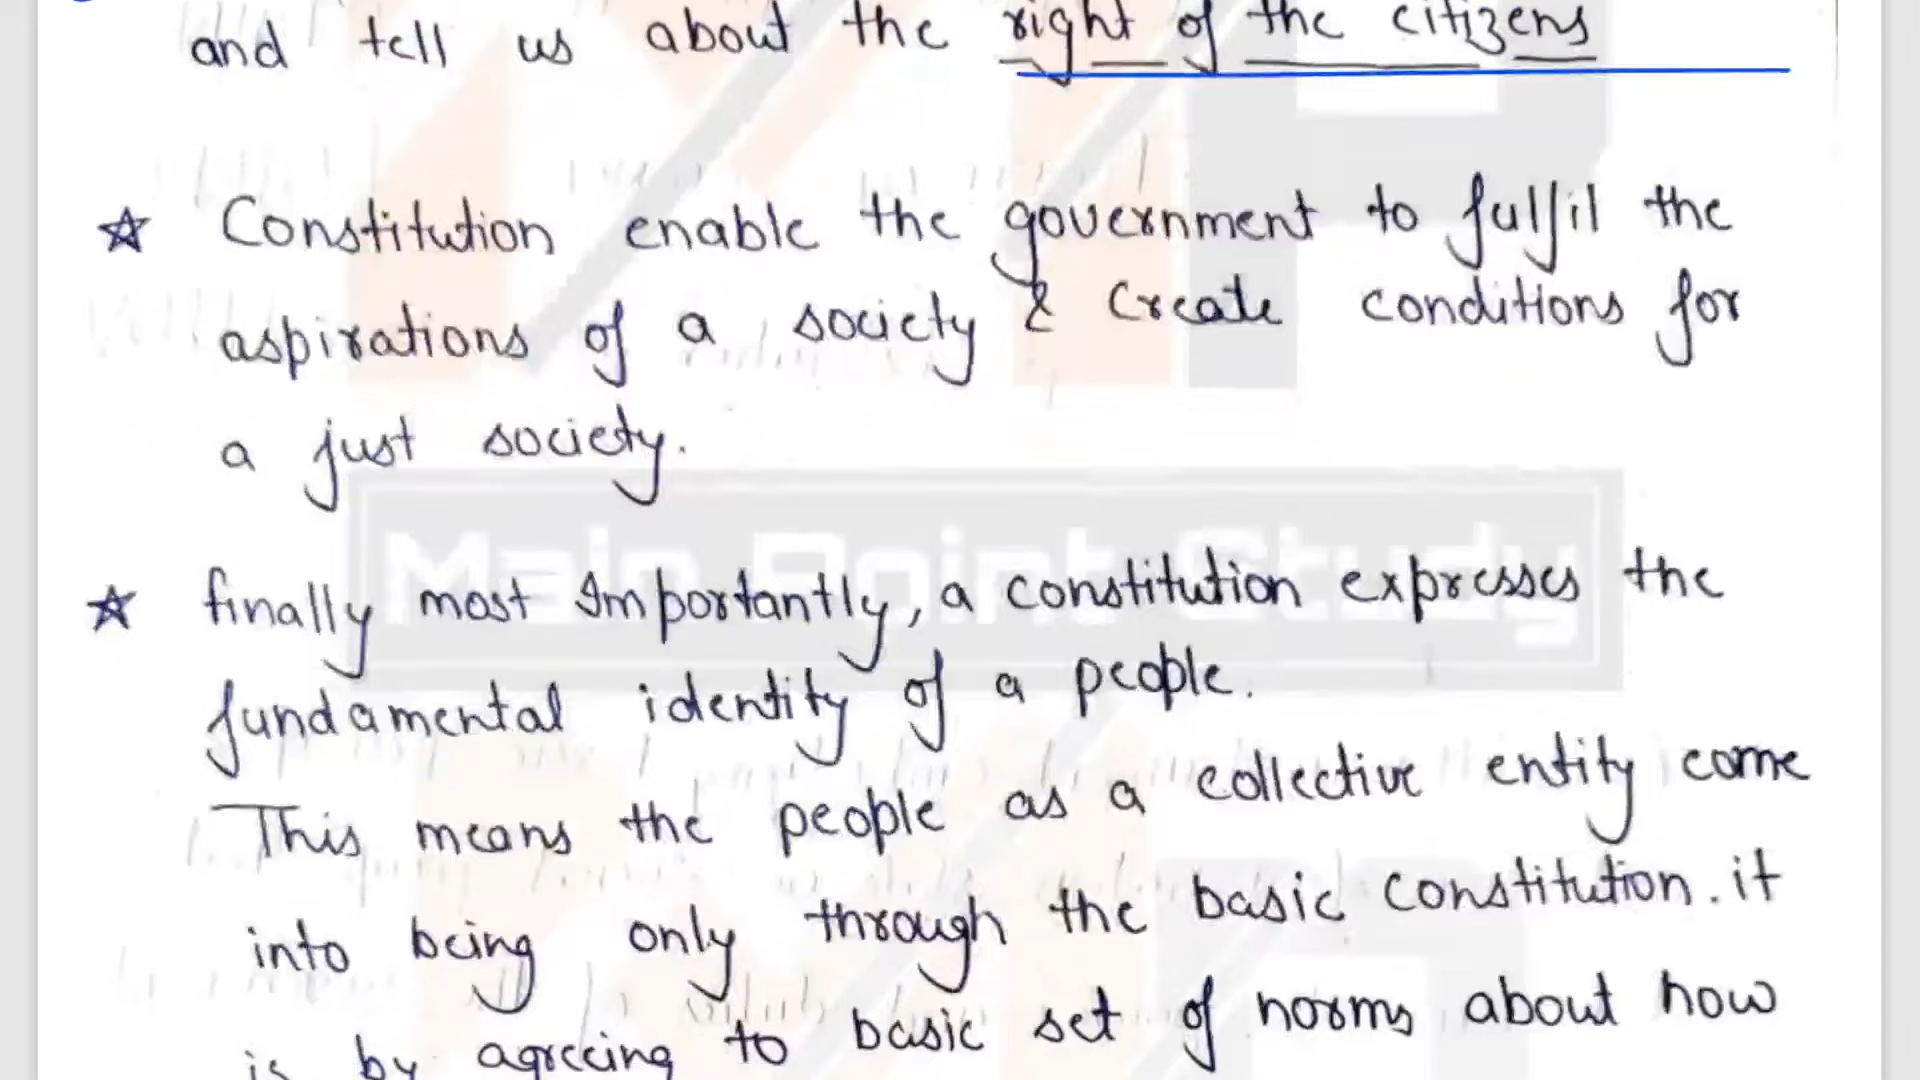 and tell us about the right of the citizens
☆ Constitution enable the government to fulfil the
aspirations of a society & create conditions for
a just society.
Main Point Study
☆ finally most Importantly, a constitution expresses the
fundamental identity of a people.
This means the people as a collective entity come
into being only through the basic constitution. it
is by agreeing to basic set of norms about how